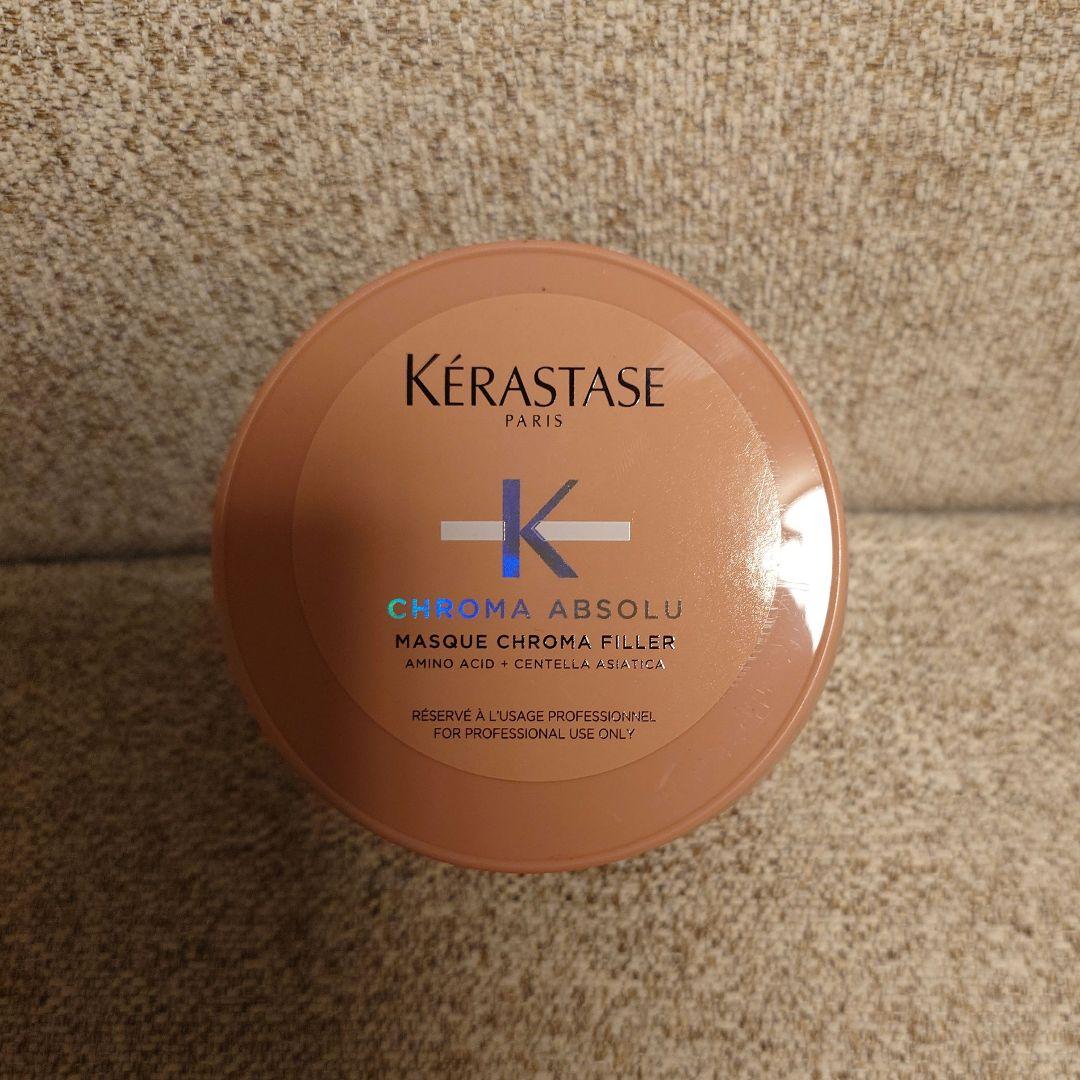 KÉRASTASE
PARIS
K
CHROMA ABSOLU
MASQUE CHROMA FILLER
AMINO ACID + CENTELLA ASIATICA
RÉSERVÉ À L'USAGE PROFESSIONNEL
FOR PROFESSIONAL USE ONLY